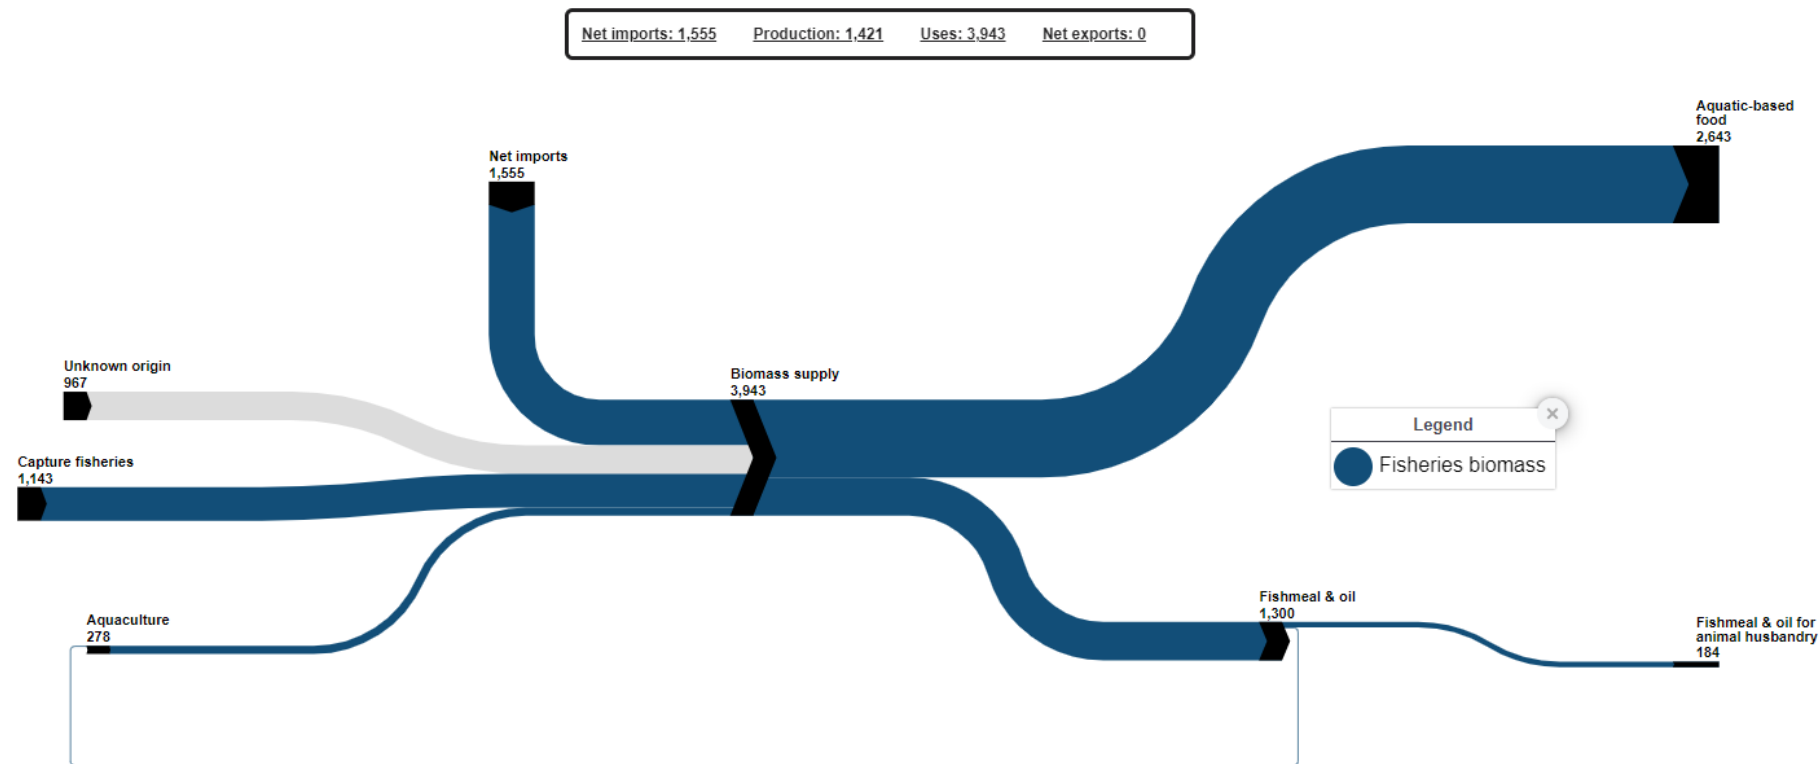 Net imports: 1,555 Production: 1,421 Uses: 3,943 Net exports: 0
Aquatic-based
food
2,643
Net imports
1,555
Unknown origin
967
Biomass supply
3,943
Capture fisheries
1,143
Legend
Fisheries biomass
Aquaculture
278
Fishmeal & oil
1,300
Fishmeal & oil for
animal husbandry
184